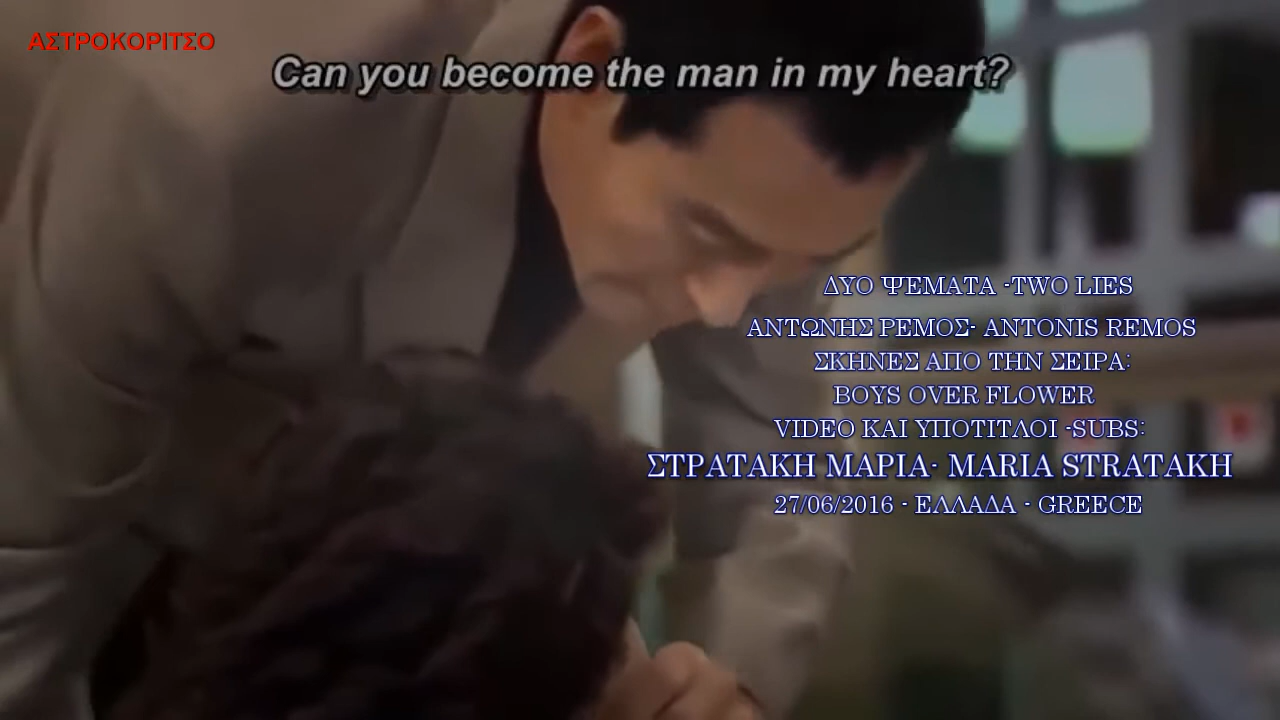 ΑΣΤΡΟΚΟΡΙΤΣΟ
Can you become the man in my heart?
ΔΥΟ ΨΕΜΑΤΑ -TWO LIES
ΑΝΤΩΝΗΣ ΡΕΜΟΣ- ANTONIS REMOS
ΣΚΗΝΕΣ ΑΠΟ ΤΗΝ ΣΕΙΡΑ:
BOYS OVER FLOWER
VIDEO ΚΑΙ ΥΠΟΤΙΤΛΟΙ -SUBS:
ΣΤΡΑΤΑΚΗ ΜΑΡΙΑ- MARIA STRATAKH
27/06/2016 - ΕΛΛΑΔΑ - GREECE